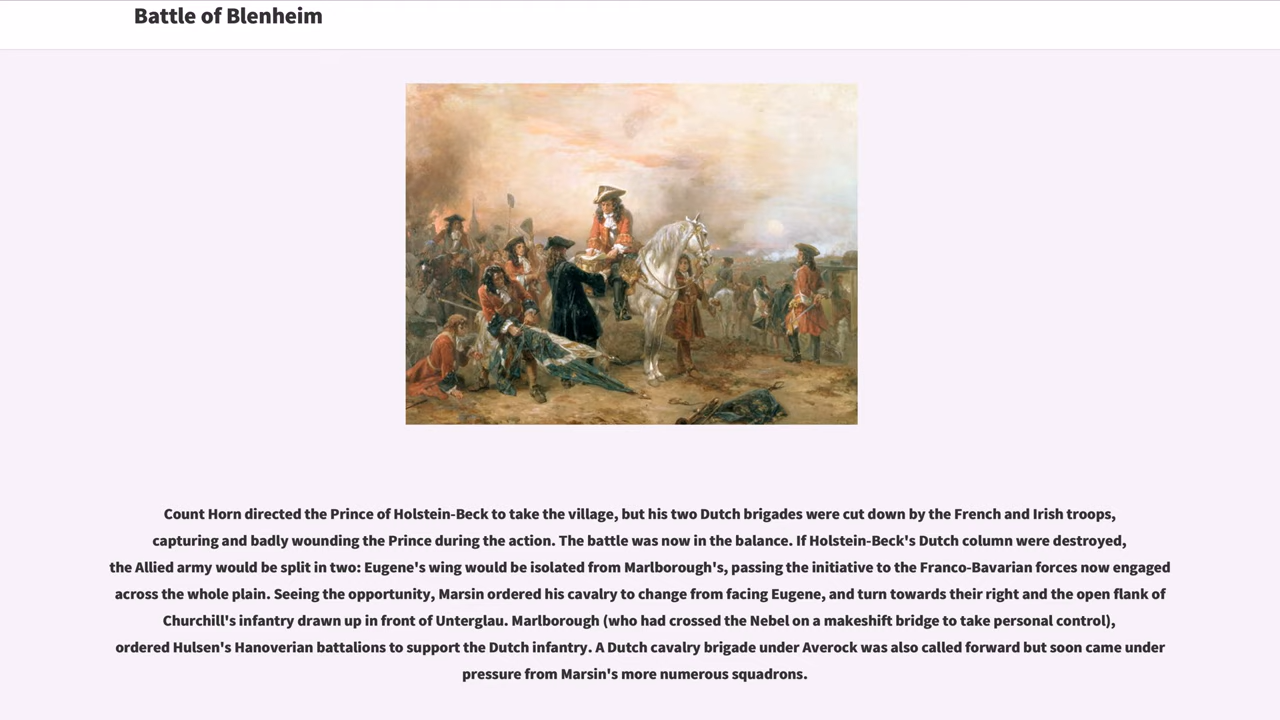 Battle of Blenheim
Count Horn directed the Prince of Holstein-Beck to take the village, but his two Dutch brigades were cut down by the French and Irish troops,
capturing and badly wounding the Prince during the action. The battle was now in the balance. If Holstein-Beck's Dutch column were destroyed,
the Allied army would be split in two: Eugene's wing would be isolated from Marlborough's, passing the initiative to the Franco-Bavarian forces now engaged
across the whole plain. Seeing the opportunity, Marsin ordered his cavalry to change from facing Eugene, and turn towards their right and the open flank of
Churchill's infantry drawn up in front of Unterglau. Marlborough (who had crossed the Nebel on a makeshift bridge to take personal control),
ordered Hulsen's Hanoverian battalions to support the Dutch infantry. A Dutch cavalry brigade under Averock was also called forward but soon came under
pressure from Marsin's more numerous squadrons.